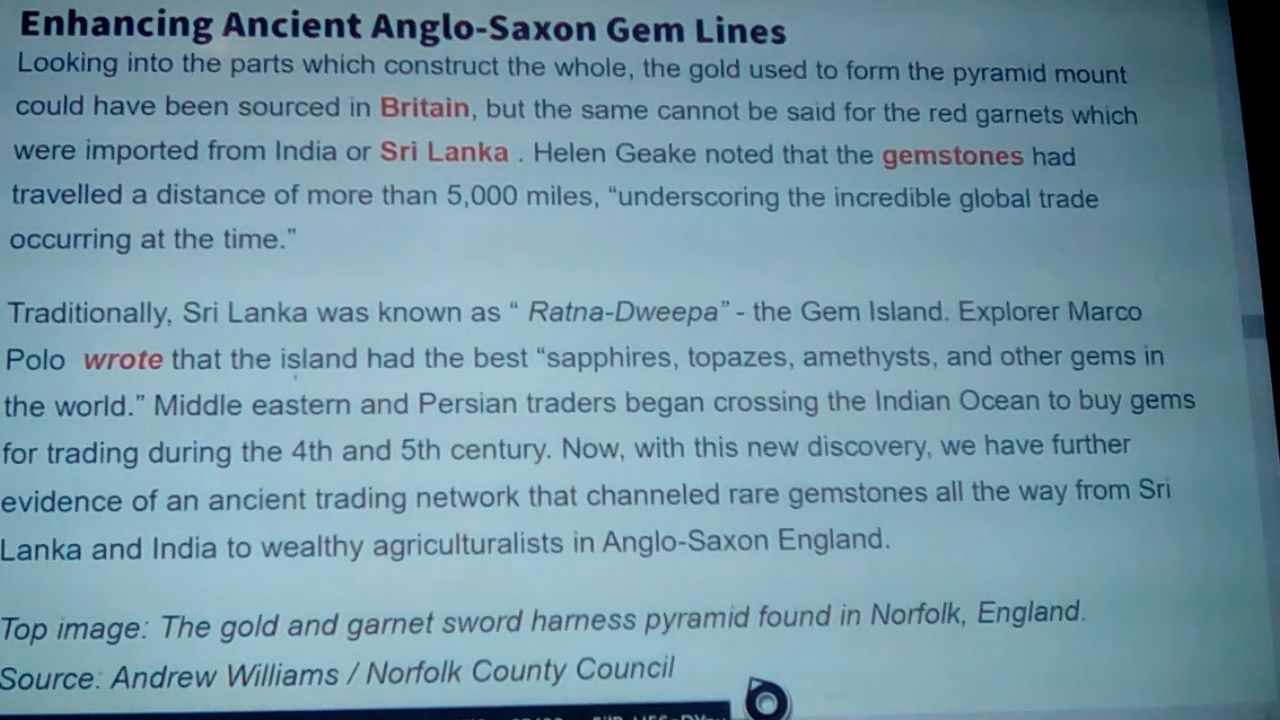 Enhancing Ancient Anglo-Saxon Gem Lines
Looking into the parts which construct the whole, the gold used to form the pyramid mount
could have been sourced in Britain, but the same cannot be said for the red garnets which
were imported from India or Sri Lanka . Helen Geake noted that the gemstones had
travelled a distance of more than 5,000 miles, “underscoring the incredible global trade
occurring at the time.”
Traditionally, Sri Lanka was known as “ Ratna-Dweepa” - the Gem Island. Explorer Marco
Polo wrote that the island had the best “sapphires, topazes, amethysts, and other gems in
the world.” Middle eastern and Persian traders began crossing the Indian Ocean to buy gems
for trading during the 4th and 5th century. Now, with this new discovery, we have further
evidence of an ancient trading network that channeled rare gemstones all the way from Sri
Lanka and India to wealthy agriculturalists in Anglo-Saxon England.
Top image: The gold and garnet sword harness pyramid found in Norfolk, England.
Source: Andrew Williams / Norfolk County Council